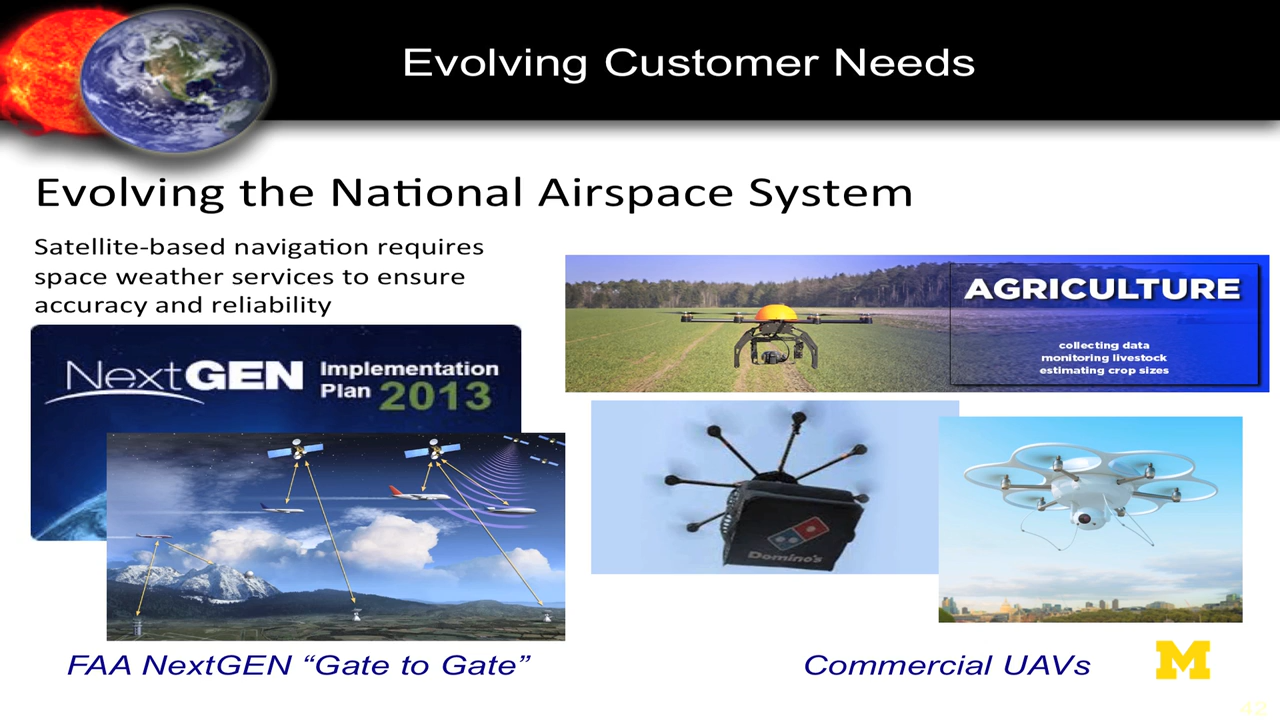 Evolving Customer Needs
Evolving the National Airspace System
Satellite-based navigation requires
space weather services to ensure
accuracy and reliability
NextGEN Implementation
Plan 2013
AGRICULTURE
collecting data
monitoring livestock
estimating crop sizes
Domino's
FAA NextGEN “Gate to Gate”
Commercial UAVs
M
42